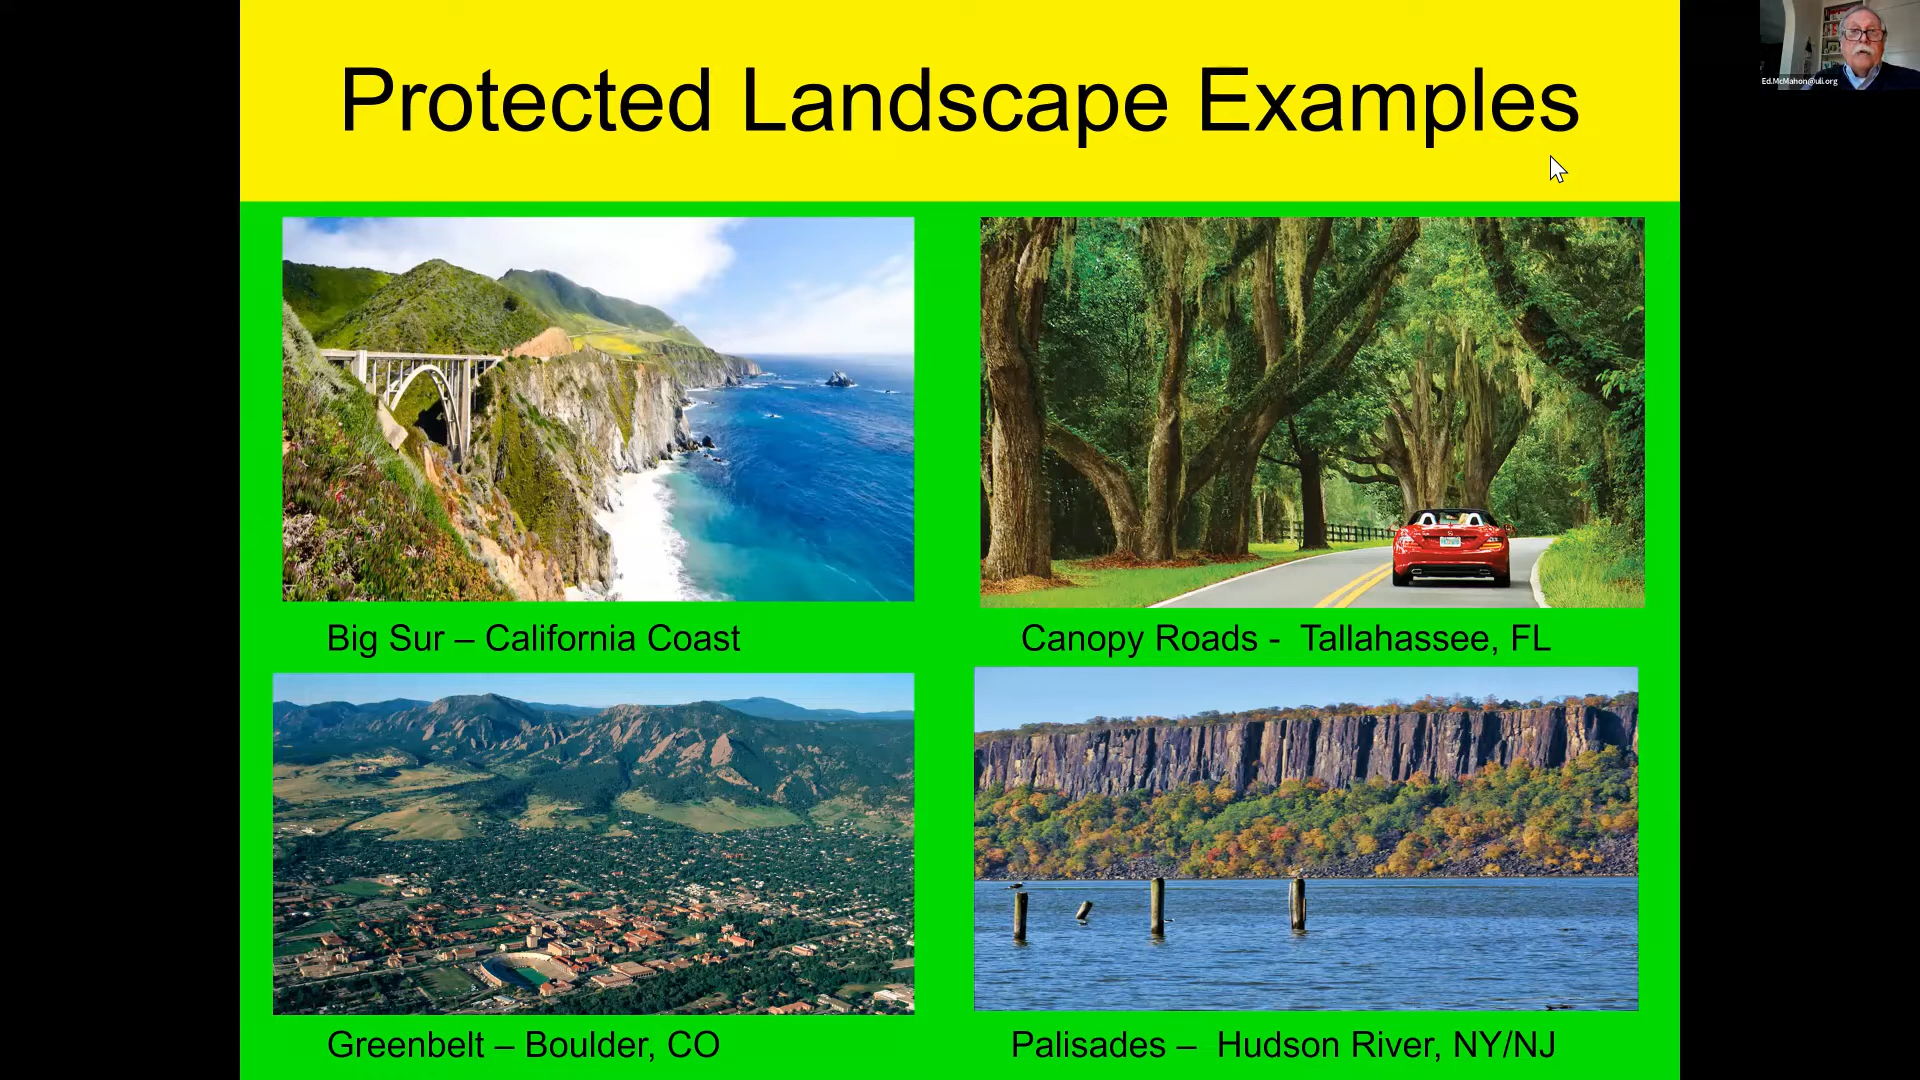 Protected Landscape Examples
Ed.McMahon@uli.org
Big Sur – California Coast
Canopy Roads -  Tallahassee, FL
Greenbelt – Boulder, CO
Palisades –  Hudson River, NY/NJ